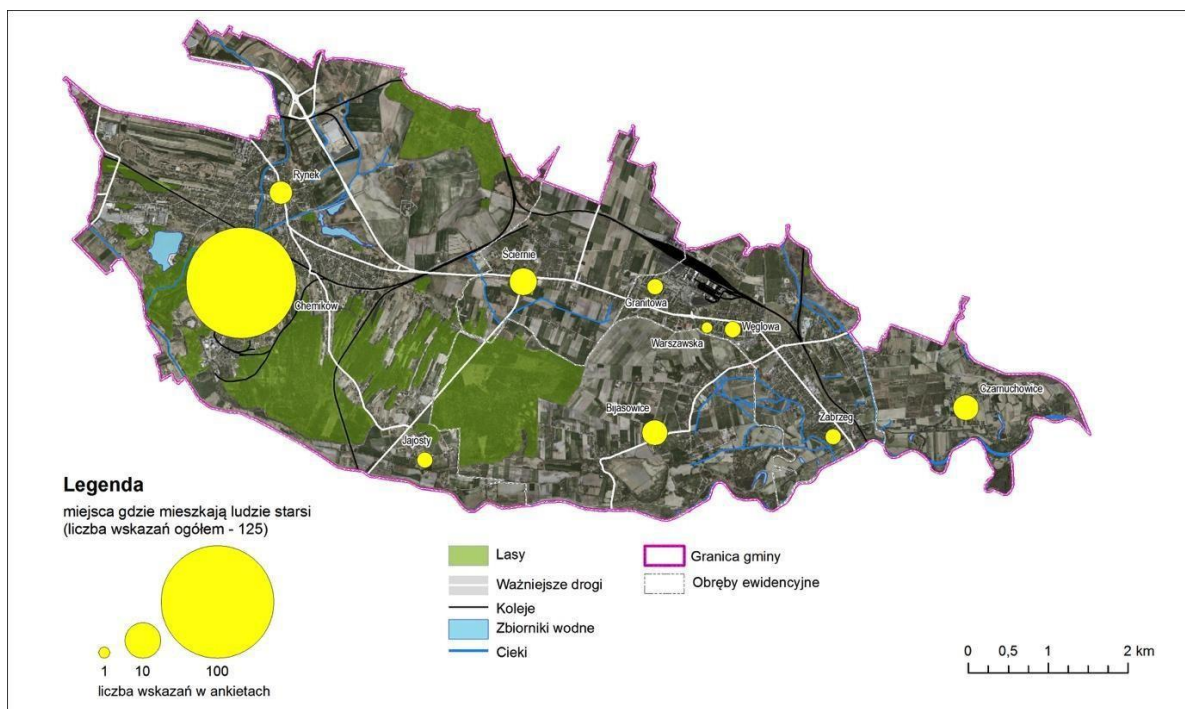 Rynek
Chemików
Ściernie
Granitowa
Warszawska
Węglowa
Czarnuchowice
Bijasowice
Żabrzeg
Jajosty
Legenda
miejsca gdzie mieszkają ludzie starsi
(liczba wskazań ogółem - 125)
1 10 100
liczba wskazań w ankietach
Lasy
Ważniejsze drogi
Koleje
Zbiorniki wodne
Cieki
Granica gminy
Obręby ewidencyjne
0 0,5 1 2 km